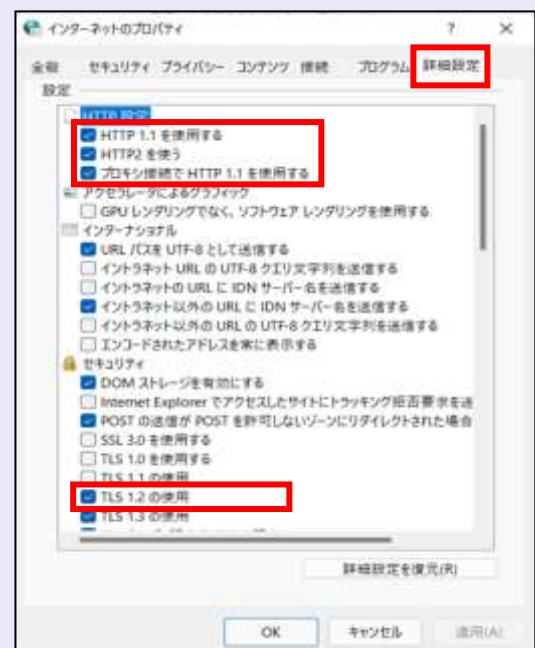 インターネットのプロパティ ? ×
全般 セキュリティ プライバシー コンテンツ 接続 プログラム 詳細設定
設定
HTTP 設定
HTTP 1.1 を使用する
HTTP2 を使う
プロキシ接続で HTTP 1.1 を使用する
アクセラレータによるグラフィック
GPU レンダリングでなく、ソフトウェア レンダリングを使用する
インターナショナル
URL パスを UTF-8 として送信する
イントラネット URL の UTF-8 クエリ文字列を送信する
イントラネットの URL に IDN サーバー名を送信する
イントラネット以外の URL に IDN サーバー名を送信する
イントラネット以外の URL の UTF-8 クエリ文字列を送信する
エンコードされたアドレスを常に表示する
セキュリティ
DOM ストレージを有効にする
Internet Explorer でアクセスしたサイトにトラッキング拒否要求を送
POST の送信が POST を許可しないゾーンにリダイレクトされた場合
SSL 3.0 を使用する
TLS 1.0 を使用する
TLS 1.1 の使用
TLS 1.2 の使用
TLS 1.3 の使用
詳細設定を復元(R)
OK キャンセル 適用(A)